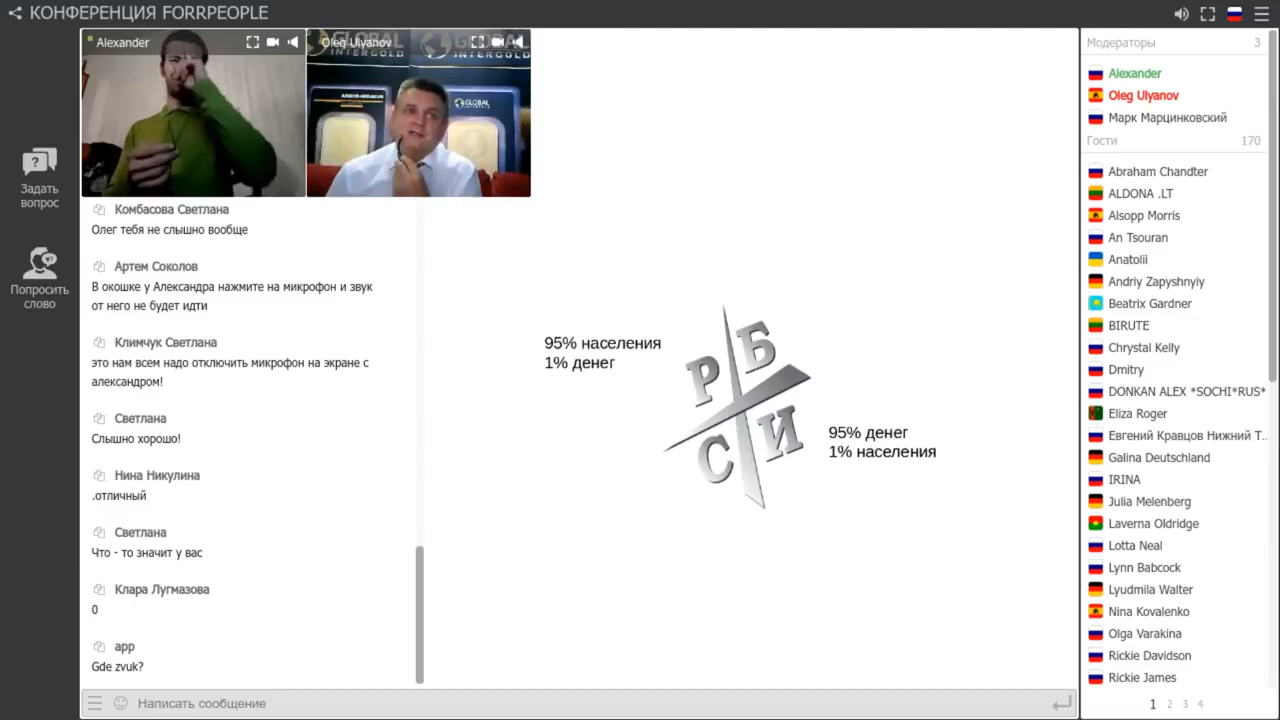 КОНФЕРЕНЦИЯ FORRPEOPLE
Alexander
Oleg Ulyanov
GLOBAL
INTERGOLD
GLOBAL
Задать
вопрос
Попросить
слово
Комбасова Светлана
Олег тебя не слышно вообще
Артем Соколов
В окошке у Александра нажмите на микрофон и звук
от него не будет идти
Климчук Светлана
это нам всем надо отключить микрофон на экране с
александром!
Светлана
Слышно хорошо!
Нина Никулина
.отличный
Светлана
Что - то значит у вас
Клара Лугмазова
0
app
Gde zvuk?
Написать сообщение
95% населения
1% денег
Р Б
С И
95% денег
1% населения
Модераторы 3
Alexander
Oleg Ulyanov
Марк Марцинковский
Гости 170
Abraham Chandter
ALDONA .LT
Alsopp Morris
An Tsouran
Anatolii
Andriy Zapyshnyiy
Beatrix Gardner
BIRUTE
Chrystal Kelly
Dmitry
DONKAN ALEX *SOCHI*RUS*
Eliza Roger
Евгений Кравцов Нижний Т..
Galina Deutschland
IRINA
Julia Melenberg
Laverna Oldridge
Lotta Neal
Lynn Babcock
Lyudmila Walter
Nina Kovalenko
Olga Varakina
Rickie Davidson
Rickie James
1 2 3 4